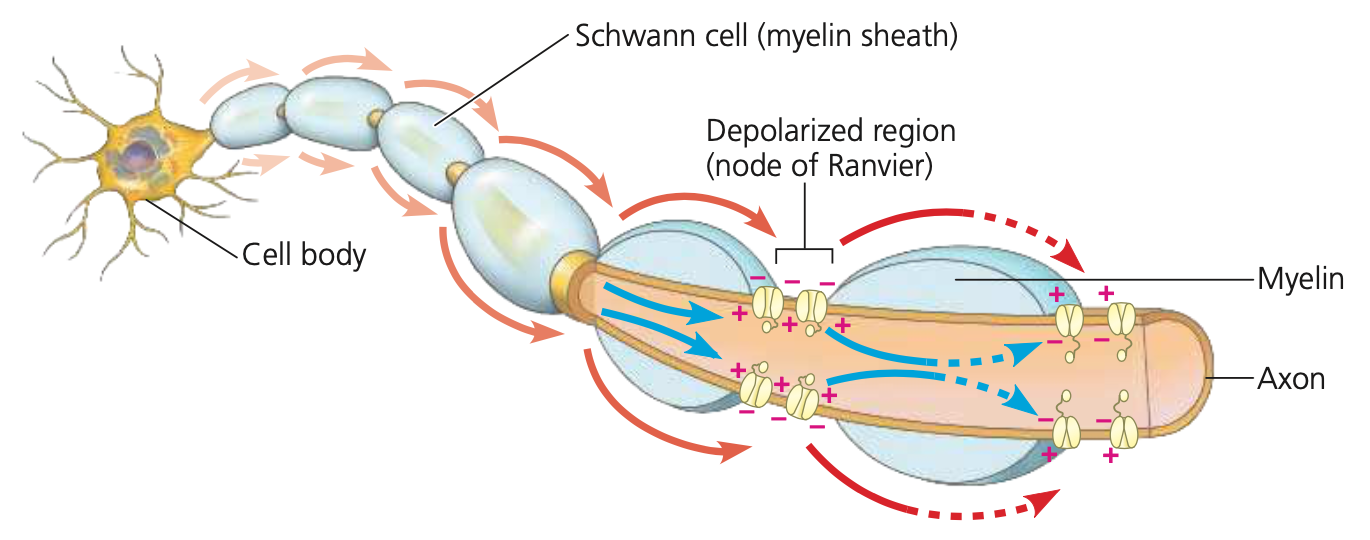 Schwann cell (myelin sheath)
Depolarized region
(node of Ranvier)
Cell body
Myelin
Axon
− − −
+ + +
+ +
− −
+ + +
− − −
− −
+ +